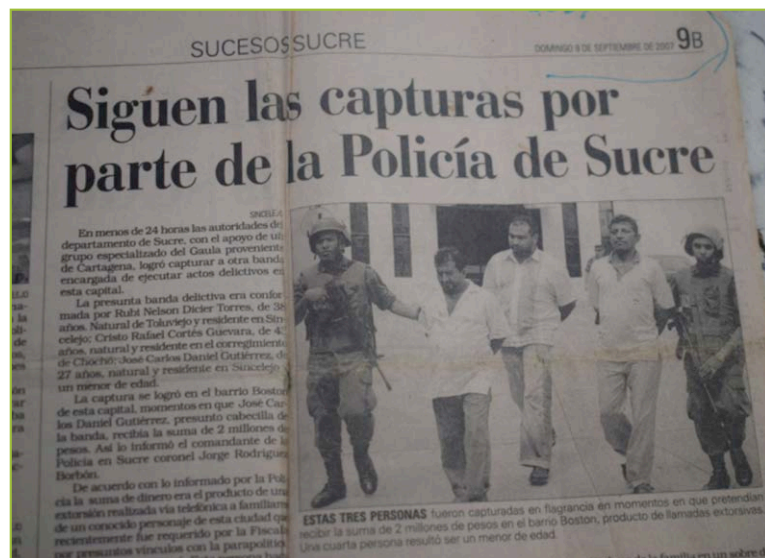 SUCESOS SUCRE
DOMINGO 9 DE SEPTIEMBRE DE 2007 9B
Siguen las capturas por
parte de la Policía de Sucre
SINCELEJO
En menos de 24 horas las autoridades del
departamento de Sucre, con el apoyo de un
grupo especializado del Gaula proveniente
de Cartagena, logró capturar a otra banda
encargada de ejecutar actos delictivos en
esta capital.
La presunta banda delictiva era confor-
mada por Rubi Nelson Dicier Torres, de 38
años. Natural de Toluviejo y residente en Sin-
celejo; Cristo Rafael Cortés Guevara, de 4
años, natural y residente en el corregimiento
de Chochó; José Carlos Daniel Gutiérrez, de
27 años, natural y residente en Sincelejo y
un menor de edad.
La captura se logró en el barrio Boston
de esta capital, momentos en que José Car-
los Daniel Gutiérrez, presunto cabecilla de
la banda, recibía la suma de 2 millones de
pesos. Así lo informó el comandante de la
Policía en Sucre coronel Jorge Rodríguez
Borbón.
De acuerdo con lo informado por la Poli-
cía la suma de dinero era el producto de una
extorsión realizada vía telefónica a familiares
de un conocido personaje de esta ciudad que
recientemente fue requerido por la Fiscalía
por presuntos vínculos con la parapolítica
ESTAS TRES PERSONAS fueron capturadas en flagrancia en momentos en que pretendían
recibir la suma de 2 millones de pesos en el barrio Boston, producto de llamadas extorsivas.
Una cuarta persona resultó ser un menor de edad.